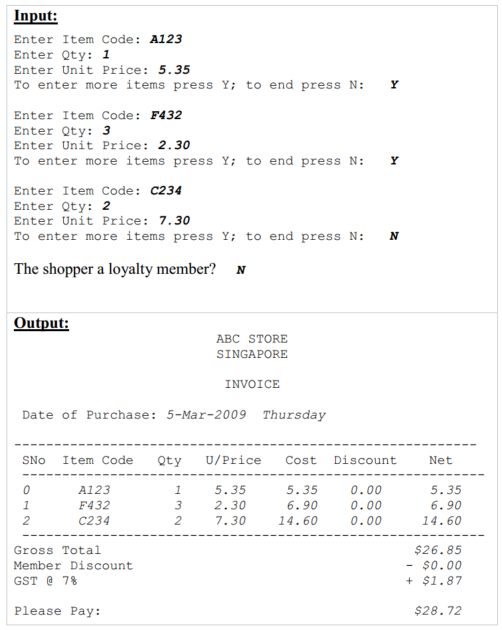 Input:
Enter Item Code: A123
Enter Qty: 1
Enter Unit Price: 5.35
To enter more items press Y; to end press N: Y
Enter Item Code: F432
Enter Qty: 3
Enter Unit Price: 2.30
To enter more items press Y; to end press N: Y
Enter Item Code: C234
Enter Qty: 2
Enter Unit Price: 7.30
To enter more items press Y; to end press N: N
The shopper a loyalty member? N
Output:
ABC STORE
SINGAPORE
INVOICE
Date of Purchase: 5-Mar-2009 Thursday
SNo Item Code Qty U/Price Cost Discount Net
0 A123 1 5.35 5.35 0.00 5.35
1 F432 3 2.30 6.90 0.00 6.90
2 C234 2 7.30 14.60 0.00 14.60
Gross Total $26.85
Member Discount - $0.00
GST @ 7% + $1.87
Please Pay: $28.72